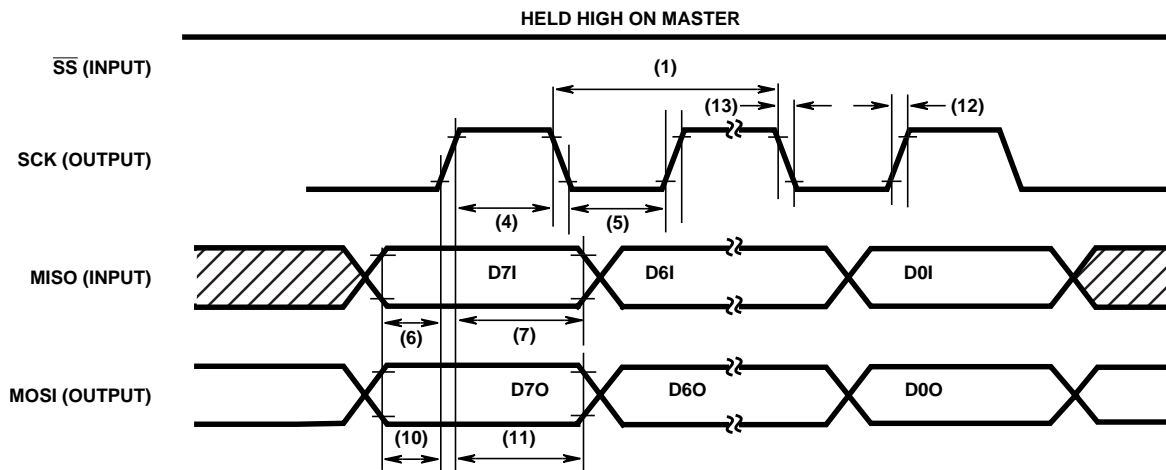 HELD HIGH ON MASTER
S̅S̅ (INPUT)
(1)
(13)
(12)
SCK (OUTPUT)
(4)
(5)
MISO (INPUT)
D7I
D6I
D0I
(6)
(7)
MOSI (OUTPUT)
D7O
D6O
D0O
(10)
(11)